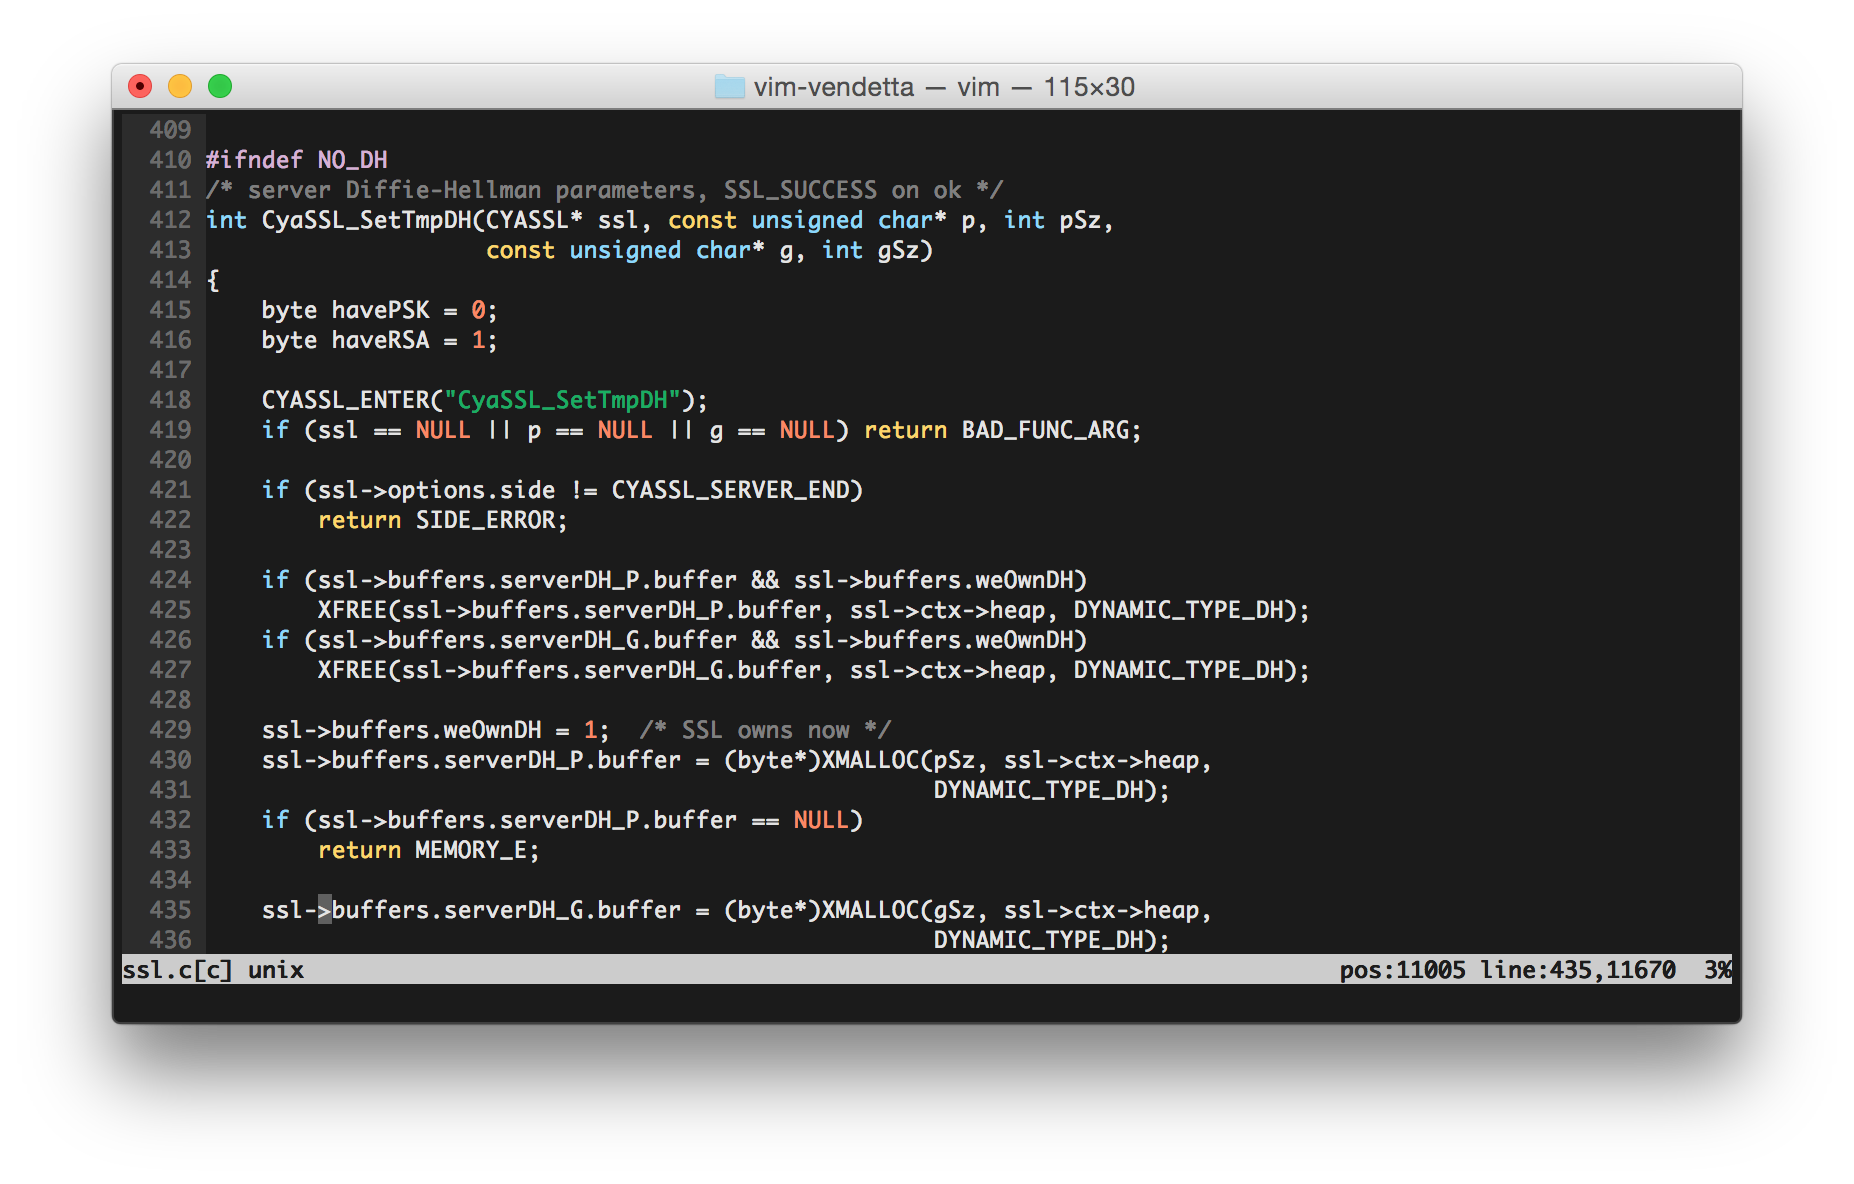 vim-vendetta — vim — 115×30
409
410 #ifndef NO_DH
411 /* server Diffie-Hellman parameters, SSL_SUCCESS on ok */
412 int CyaSSL_SetTmpDH(CYASSL* ssl, const unsigned char* p, int pSz,
413                     const unsigned char* g, int gSz)
414 {
415     byte havePSK = 0;
416     byte haveRSA = 1;
417
418     CYASSL_ENTER("CyaSSL_SetTmpDH");
419     if (ssl == NULL || p == NULL || g == NULL) return BAD_FUNC_ARG;
420
421     if (ssl->options.side != CYASSL_SERVER_END)
422         return SIDE_ERROR;
423
424     if (ssl->buffers.serverDH_P.buffer && ssl->buffers.weOwnDH)
425         XFREE(ssl->buffers.serverDH_P.buffer, ssl->ctx->heap, DYNAMIC_TYPE_DH);
426     if (ssl->buffers.serverDH_G.buffer && ssl->buffers.weOwnDH)
427         XFREE(ssl->buffers.serverDH_G.buffer, ssl->ctx->heap, DYNAMIC_TYPE_DH);
428
429     ssl->buffers.weOwnDH = 1;  /* SSL owns now */
430     ssl->buffers.serverDH_P.buffer = (byte*)XMALLOC(pSz, ssl->ctx->heap,
431                                                     DYNAMIC_TYPE_DH);
432     if (ssl->buffers.serverDH_P.buffer == NULL)
433         return MEMORY_E;
434
435     ssl->buffers.serverDH_G.buffer = (byte*)XMALLOC(gSz, ssl->ctx->heap,
436                                                     DYNAMIC_TYPE_DH);
ssl.c[c] unix pos:11005 line:435,11670  3%